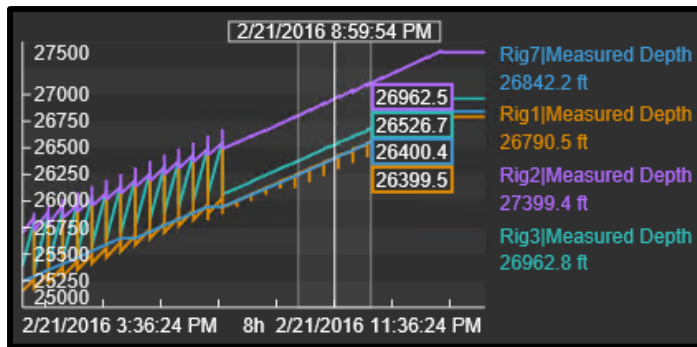 2/21/2016 8:59:54 PM
27500
27000
26750
26500
26250
26000
25750
25500
25250
25000
26962.5
26526.7
26400.4
26399.5
Rig7|Measured Depth
26842.2 ft
Rig1|Measured Depth
26790.5 ft
Rig2|Measured Depth
27399.4 ft
Rig3|Measured Depth
26962.8 ft
2/21/2016 3:36:24 PM 8h 2/21/2016 11:36:24 PM